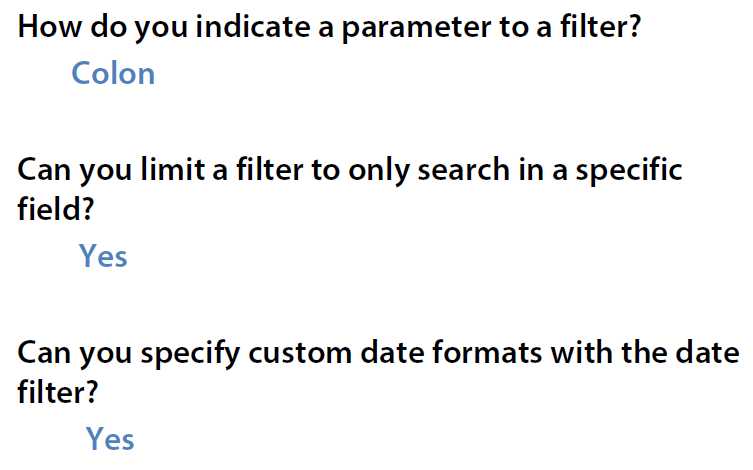 How do you indicate a parameter to a filter?
Colon
Can you limit a filter to only search in a specific
field?
Yes
Can you specify custom date formats with the date
filter?
Yes